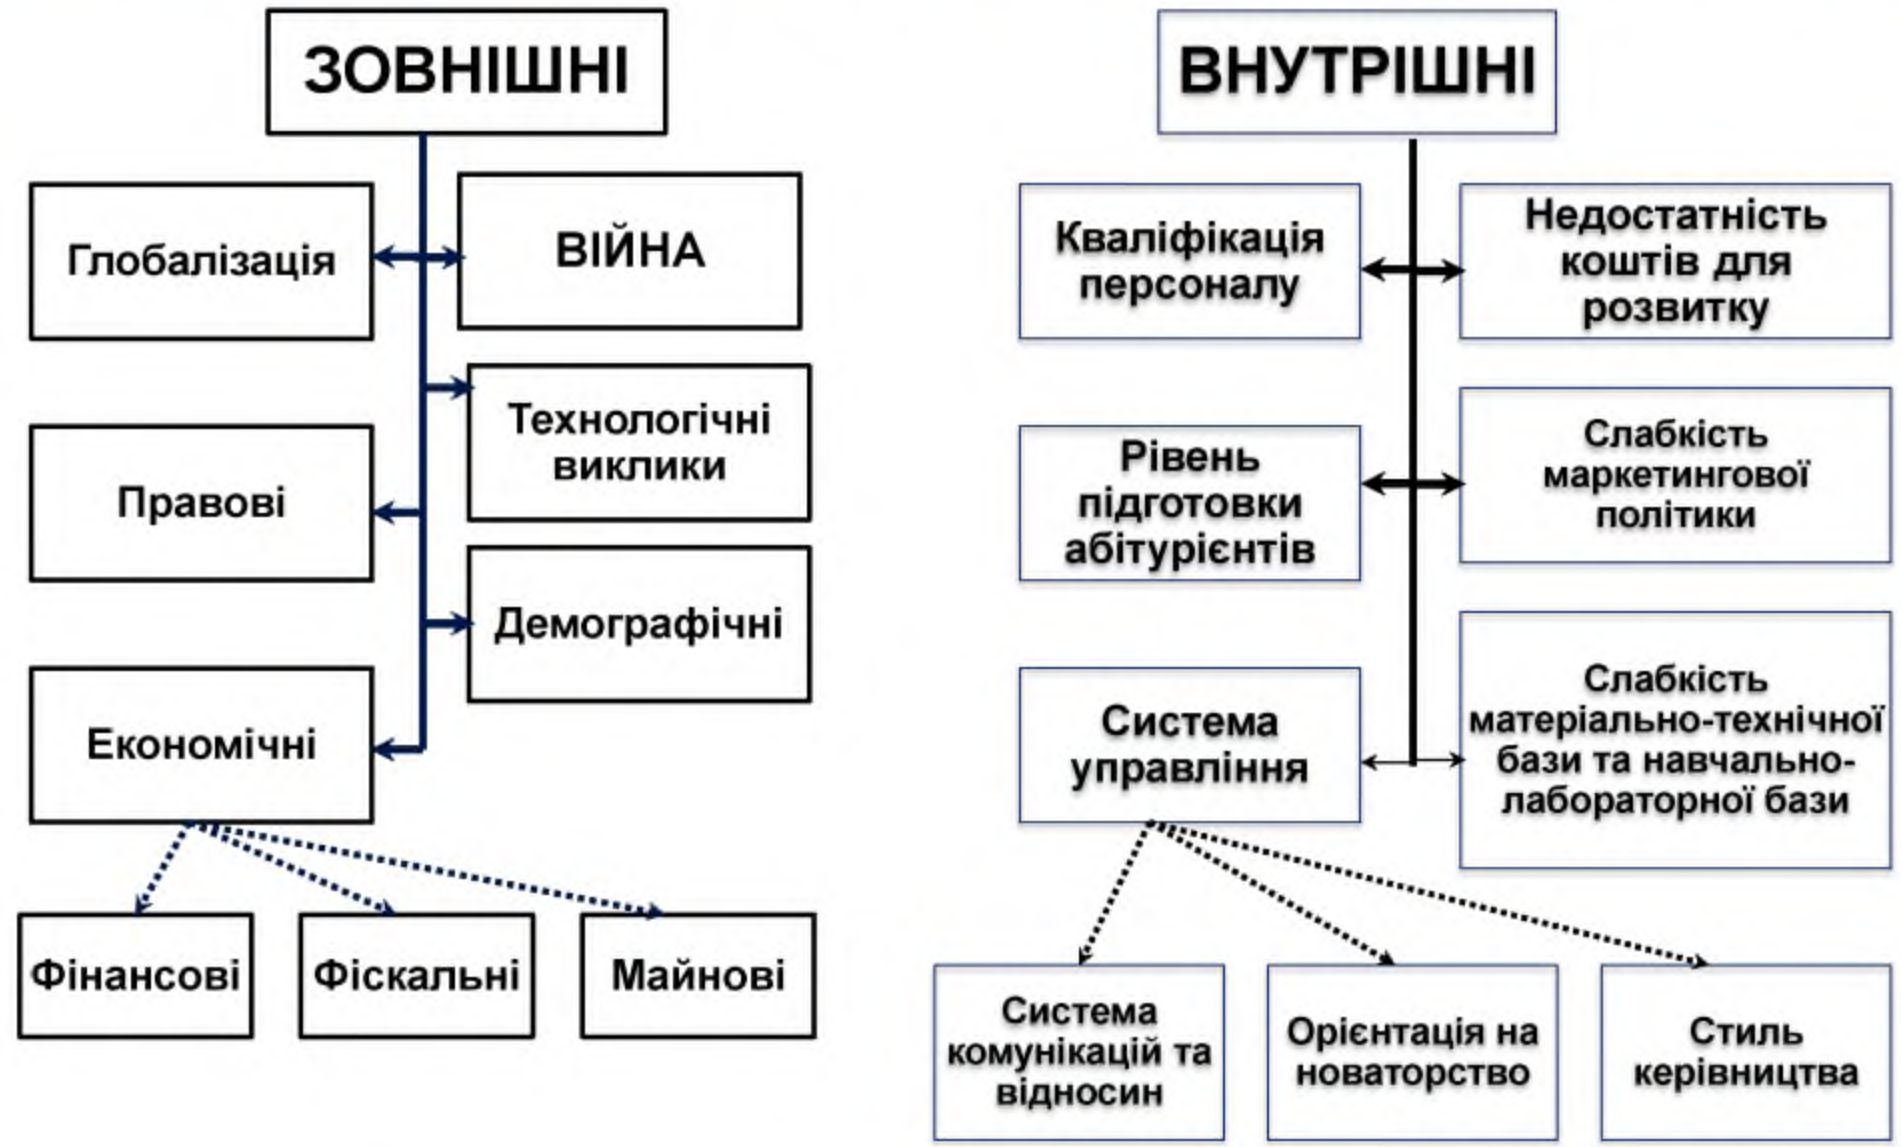 ЗОВНІШНІ
Глобалізація
ВІЙНА
Технологічні
виклики
Правові
Демографічні
Економічні
Фінансові
Фіскальні
Майнові
ВНУТРІШНІ
Кваліфікація
персоналу
Недостатність
коштів для
розвитку
Рівень
підготовки
абітурієнтів
Слабкість
маркетингової
політики
Система
управління
Слабкість
матеріально-технічної
бази та навчально-
лабораторної бази
Система
комунікацій та
відносин
Орієнтація на
новаторство
Стиль
керівництва